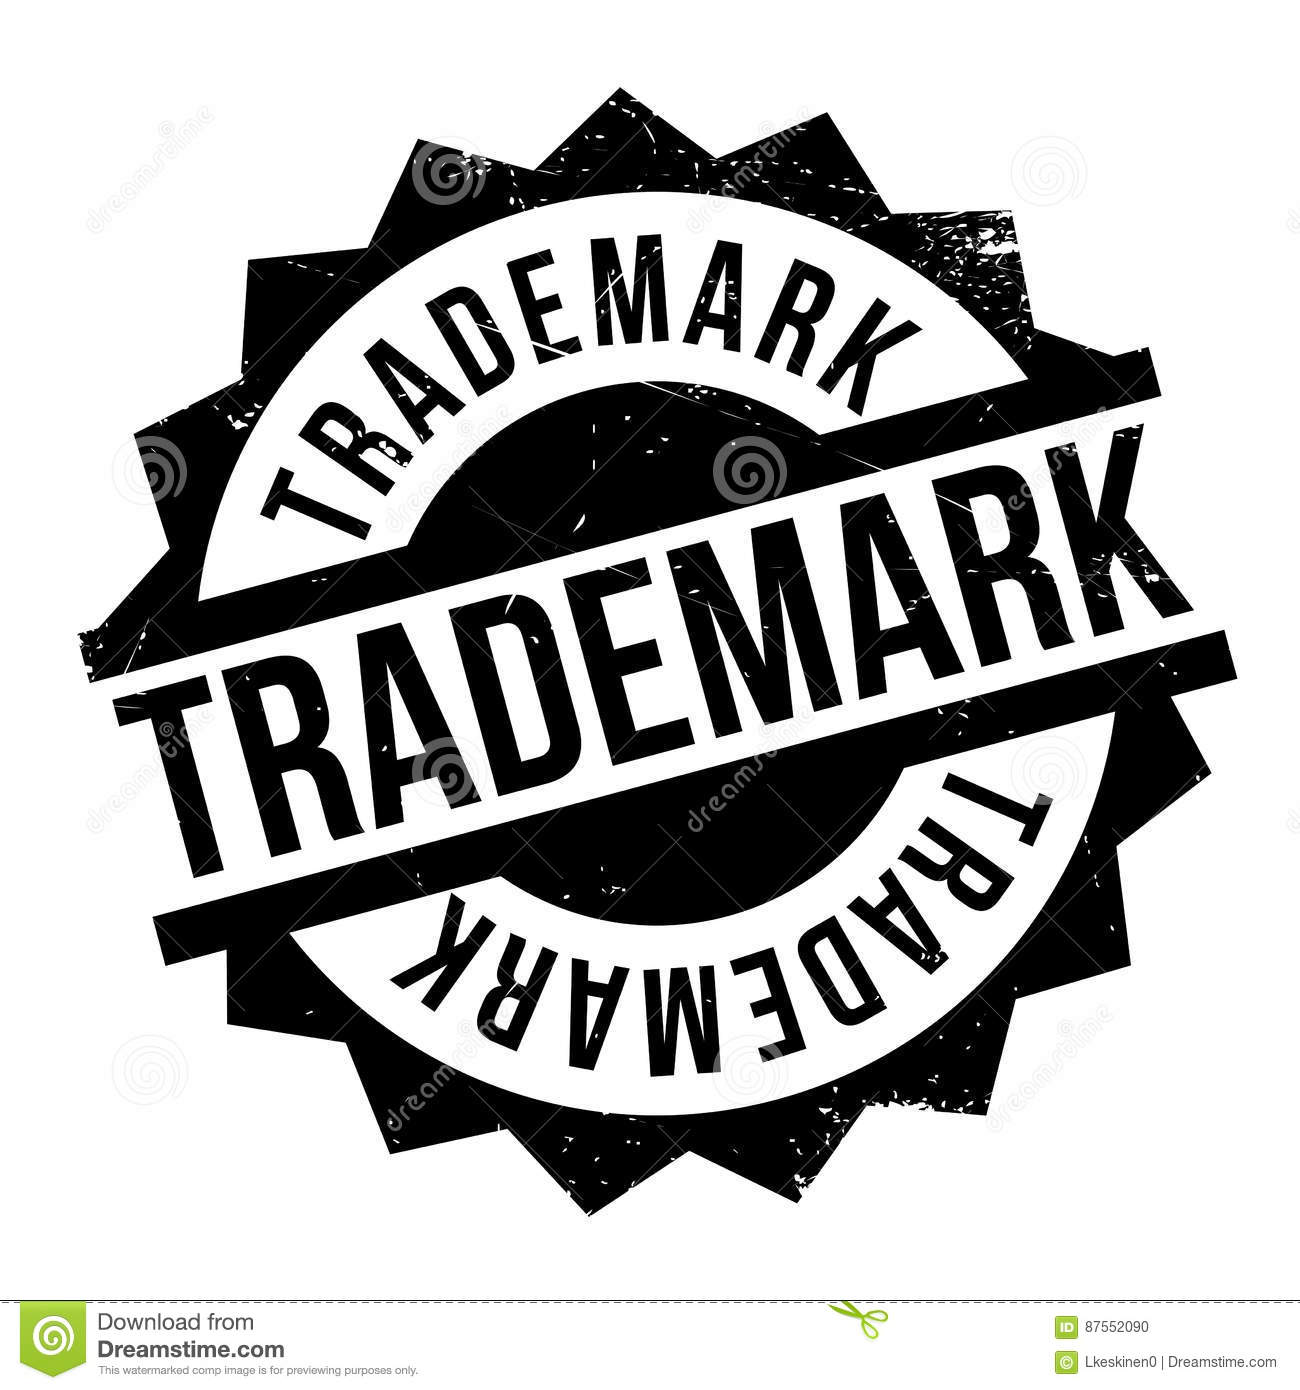 TRADEMARK
TRADEMARK
TRADEMARK
dreamstime
Download from
Dreamstime.com
This watermarked comp image is for previewing purposes only.
ID 87552090
© Lkeskinen0 | Dreamstime.com